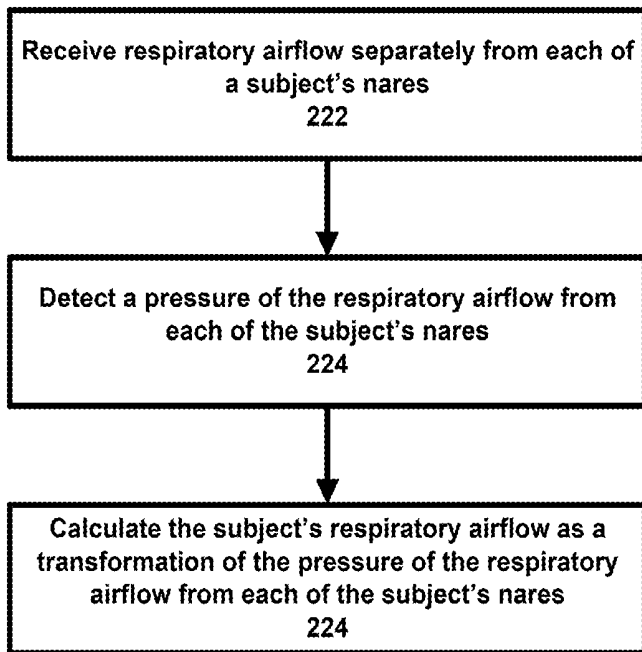 Receive respiratory airflow separately from each of
a subject's nares
222
Detect a pressure of the respiratory airflow from
each of the subject's nares
224
Calculate the subject's respiratory airflow as a
transformation of the pressure of the respiratory
airflow from each of the subject's nares
224